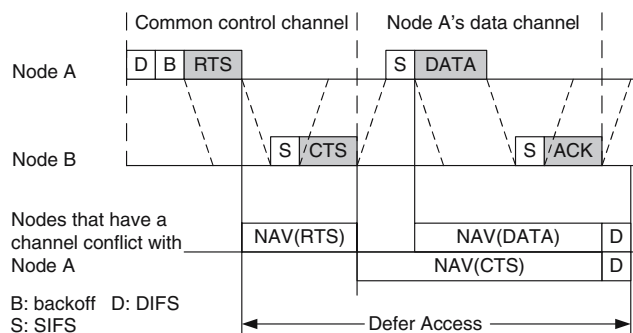 Common control channel
Node A's data channel
Node A
D
B
RTS
S
DATA
Node B
S
CTS
S
ACK
Nodes that have a
channel conflict with
Node A
NAV(RTS)
NAV(DATA)
D
NAV(CTS)
D
B: backoff D: DIFS
S: SIFS
Defer Access